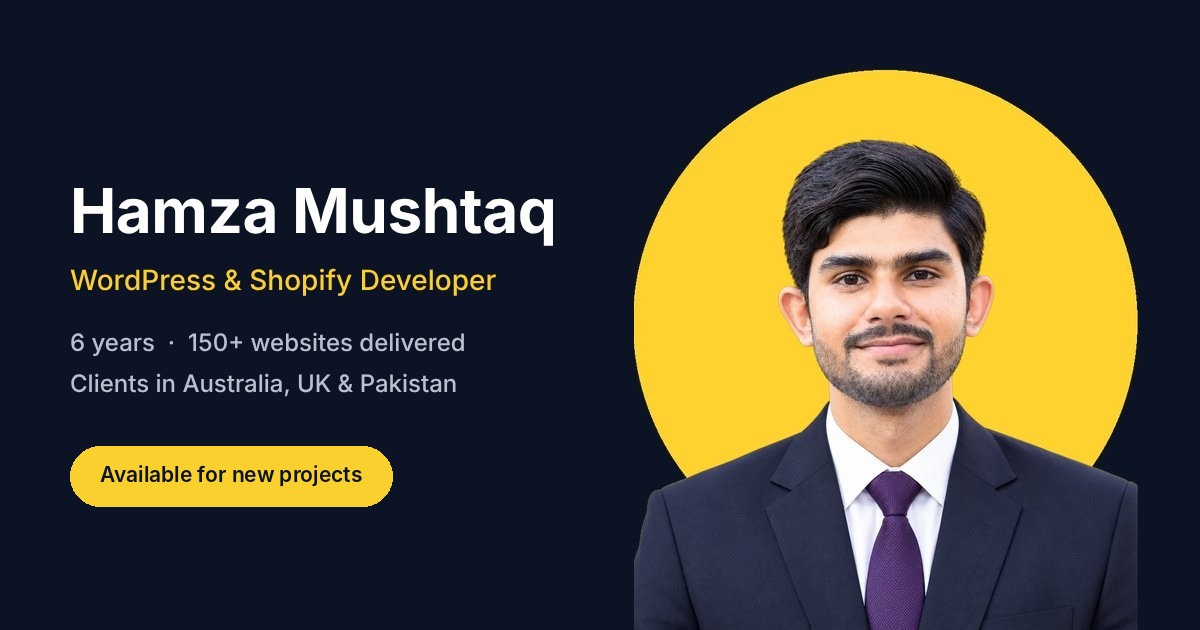 Hamza Mushtaq
WordPress & Shopify Developer
6 years · 150+ websites delivered
Clients in Australia, UK & Pakistan
Available for new projects